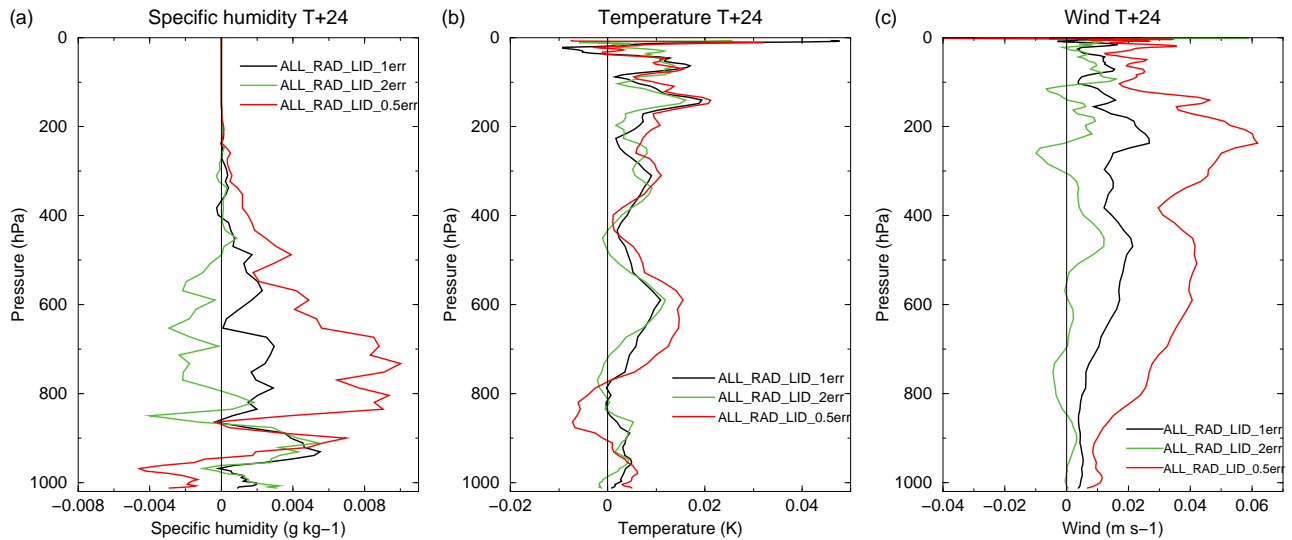 (a) Specific humidity T+24
ALL_RAD_LID_1err
ALL_RAD_LID_2err
ALL_RAD_LID_0.5err
Pressure (hPa)
0
200
400
600
800
1000
−0.008 −0.004 0 0.004 0.008
Specific humidity (g kg−1)
(b) Temperature T+24
ALL_RAD_LID_1err
ALL_RAD_LID_2err
ALL_RAD_LID_0.5err
Pressure (hPa)
0
200
400
600
800
1000
−0.02 0 0.02 0.04
Temperature (K)
(c) Wind T+24
ALL_RAD_LID_1err
ALL_RAD_LID_2err
ALL_RAD_LID_0.5err
Pressure (hPa)
0
200
400
600
800
1000
−0.04 −0.02 0 0.02 0.04 0.06
Wind (m s−1)